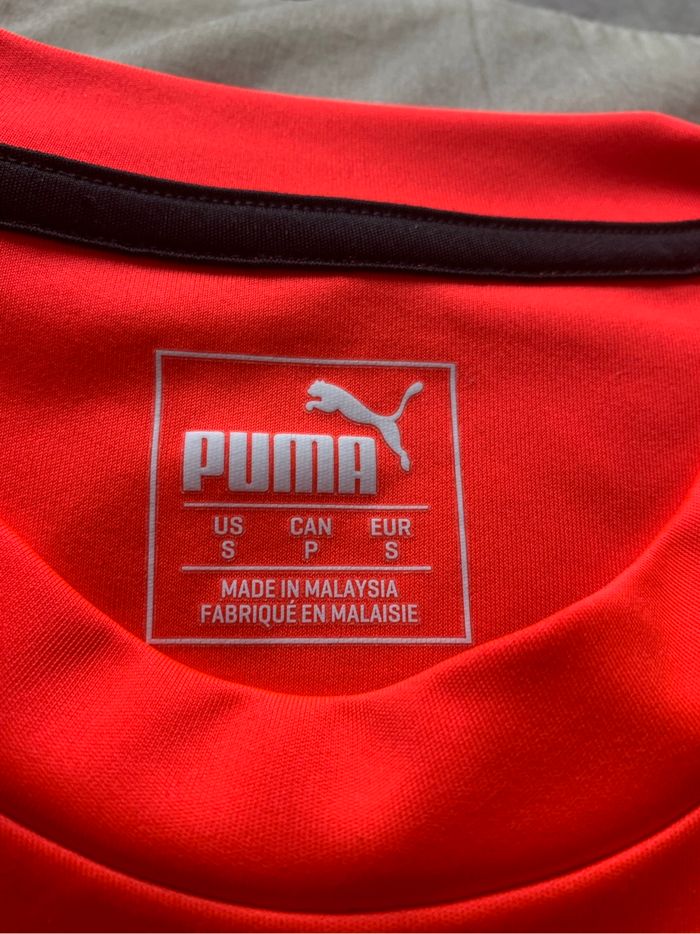 PUMA
US CAN EUR
S P S
MADE IN MALAYSIA
FABRIQUÉ EN MALAISIE